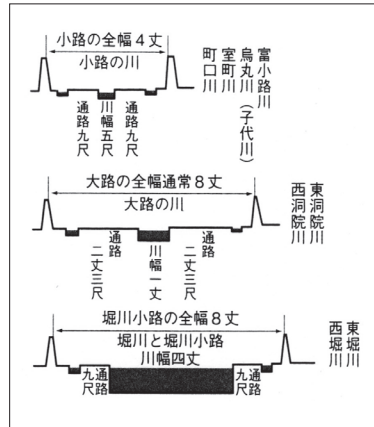 小路の全幅4丈
小路の川
通路九尺
川幅五尺
通路九尺
富小路川
烏丸川(子代川)
室町川
町口川
大路の全幅通常8丈
大路の川
通路
二丈三尺
川幅一丈
通路
二丈三尺
東洞院川
西洞院川
堀川小路の全幅8丈
堀川と堀川小路
川幅四丈
通路
九尺
通路
九尺
東堀川
西堀川